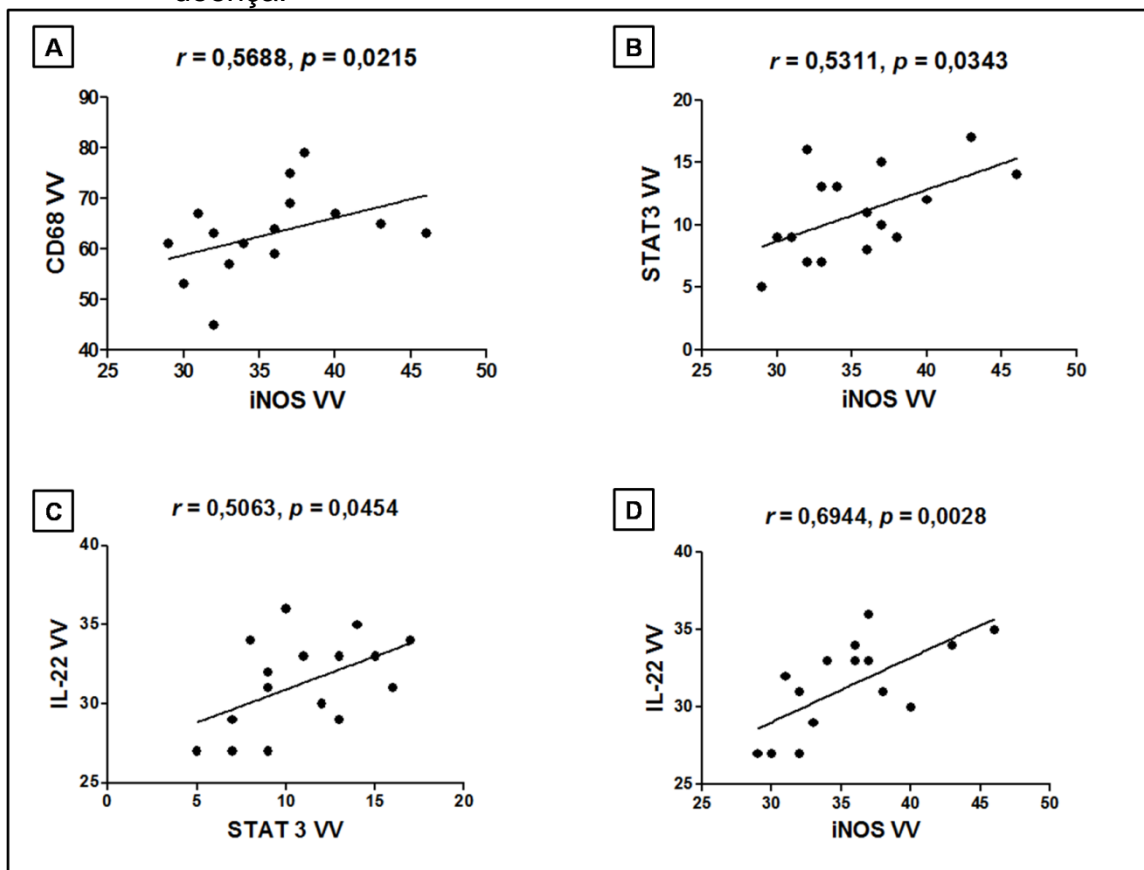 doença.
A
r = 0,5688, p = 0,0215
90
80
70
60
50
40
CD68 VV
25 30 35 40 45 50
iNOS VV
B
r = 0,5311, p = 0,0343
20
15
10
5
0
STAT3 VV
25 30 35 40 45 50
iNOS VV
C
r = 0,5063, p = 0,0454
40
35
30
25
IL-22 VV
0 5 10 15 20
STAT 3 VV
D
r = 0,6944, p = 0,0028
40
35
30
25
IL-22 VV
25 30 35 40 45 50
iNOS VV